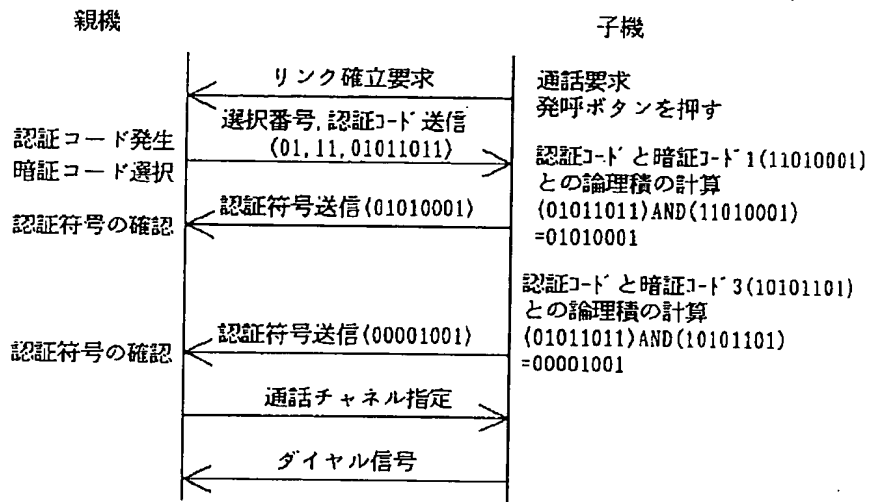 親機
子機
リンク確立要求
通話要求
発呼ボタンを押す
選択番号,認証コード送信
(01,11,01011011)
認証コード発生
暗証コード選択
認証コードと暗証コード1(11010001)
との論理積の計算
(01011011)AND(11010001)
=01010001
認証符号送信(01010001)
認証符号の確認
認証コードと暗証コード3(10101101)
との論理積の計算
(01011011)AND(10101101)
=00001001
認証符号送信(00001001)
認証符号の確認
通話チャネル指定
ダイヤル信号